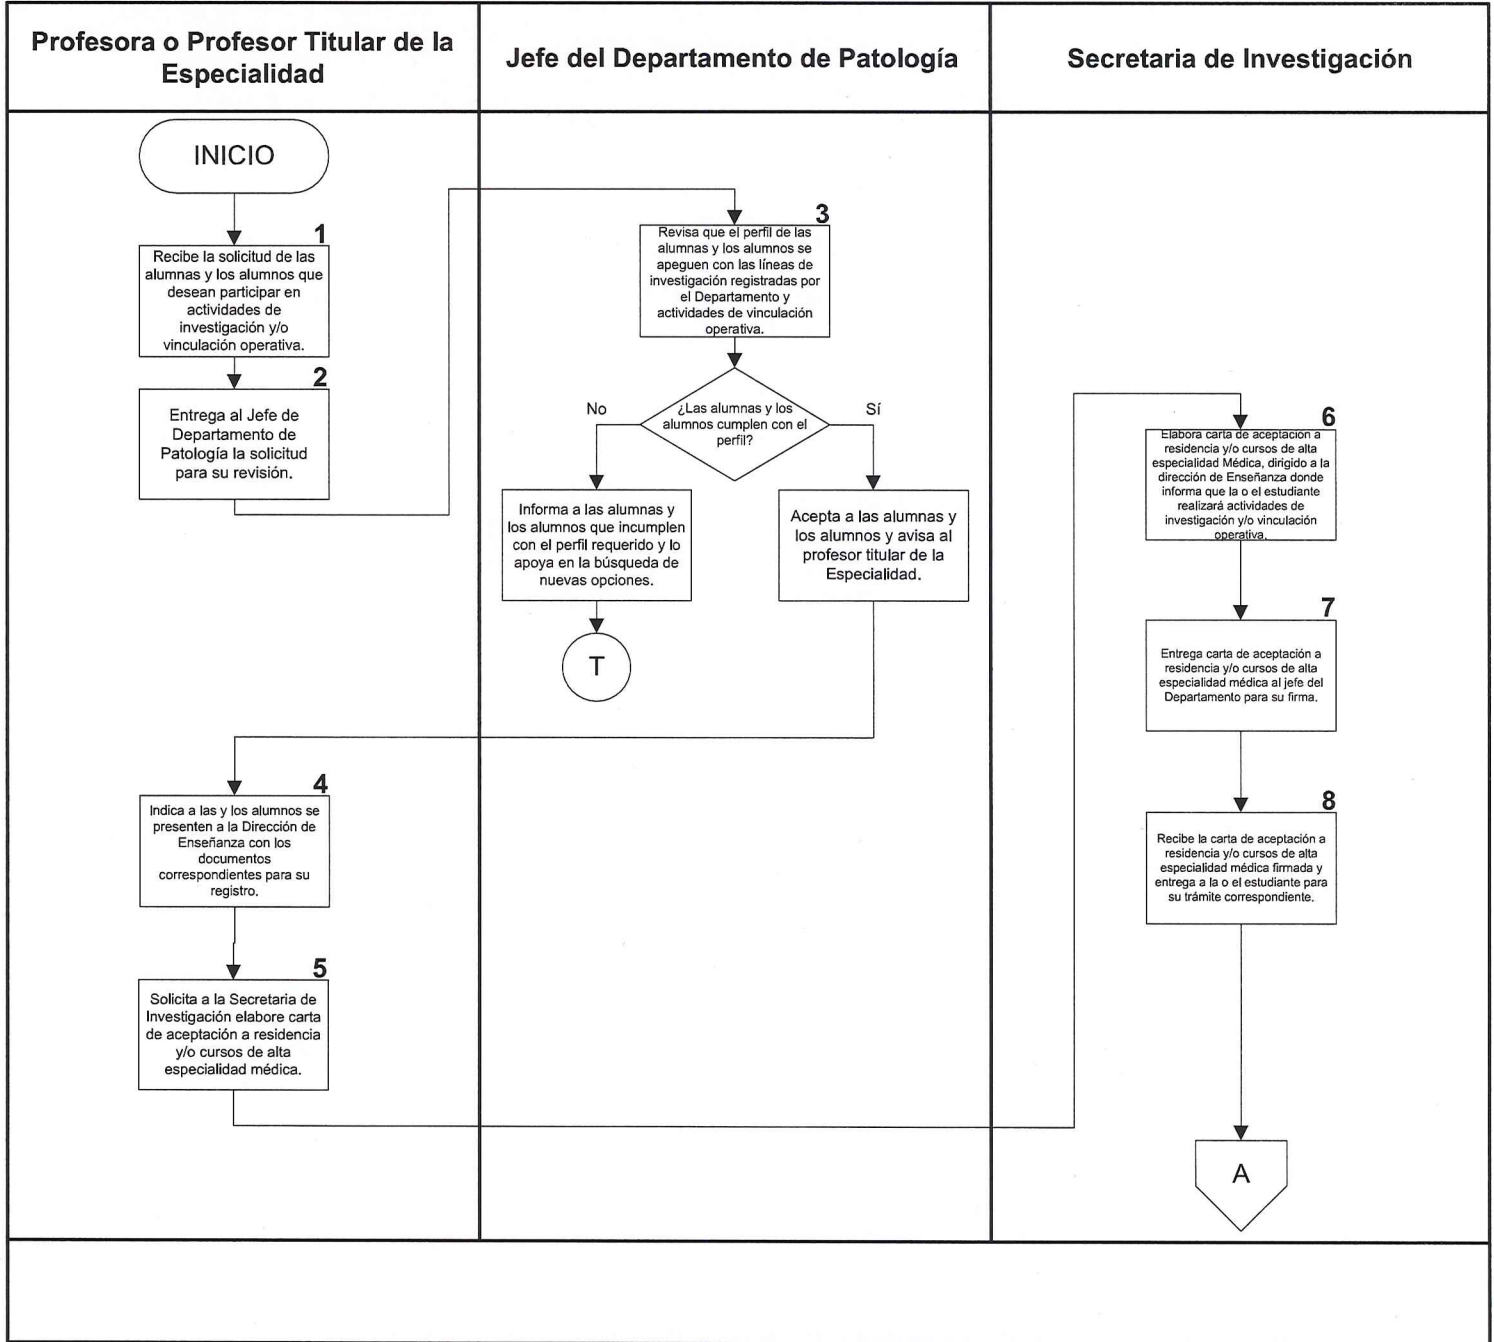 Profesora o Profesor Titular de la
Especialidad
Jefe del Departamento de Patología
Secretaria de Investigación
INICIO
1
Recibe la solicitud de las
alumnas y los alumnos que
desean participar en
actividades de
investigación y/o
vinculación operativa.
2
Entrega al Jefe de
Departamento de
Patología la solicitud
para su revisión.
3
Revisa que el perfil de las
alumnas y los alumnos se
apeguen con las líneas de
investigación registradas por
el Departamento y
actividades de vinculación
operativa.
¿Las alumnas y los
alumnos cumplen con el
perfil?
No
Sí
Informa a las alumnas y
los alumnos que incumplen
con el perfil requerido y lo
apoya en la búsqueda de
nuevas opciones.
T
Acepta a las alumnas y
los alumnos y avisa al
profesor titular de la
Especialidad.
4
Indica a las y los alumnos se
presenten a la Dirección de
Enseñanza con los
documentos
correspondientes para su
registro.
5
Solicita a la Secretaria de
Investigación elabore carta
de aceptación a residencia
y/o cursos de alta
especialidad médica.
6
Elabora carta de aceptación a
residencia y/o cursos de alta
especialidad Médica, dirigido a la
dirección de Enseñanza donde
informa que la o el estudiante
realizará actividades de
investigación y/o vinculación
operativa.
7
Entrega carta de aceptación a
residencia y/o cursos de alta
especialidad médica al jefe del
Departamento para su firma.
8
Recibe la carta de aceptación a
residencia y/o cursos de alta
especialidad médica firmada y
entrega a la o el estudiante para
su trámite correspondiente.
A